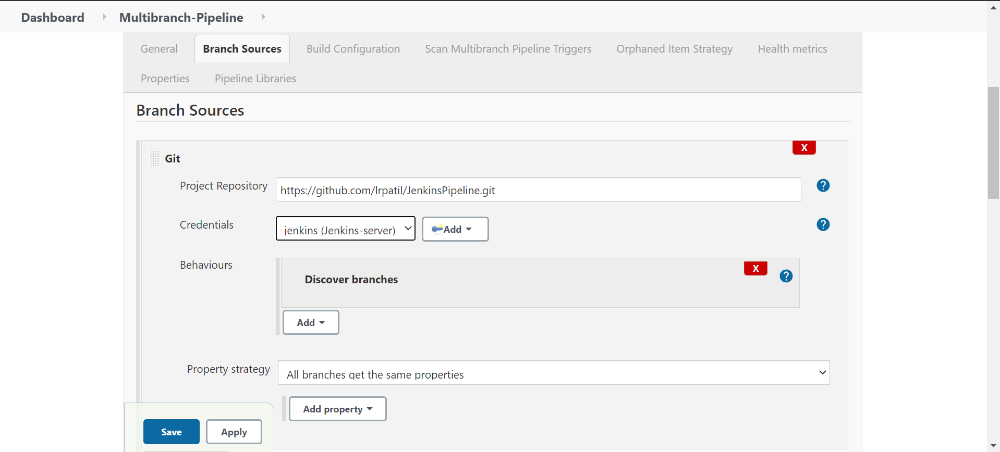 Dashboard Multibranch-Pipeline
General Branch Sources Build Configuration Scan Multibranch Pipeline Triggers Orphaned Item Strategy Health metrics
Properties Pipeline Libraries
Branch Sources
X
Git
Project Repository https://github.com/lrpatil/JenkinsPipeline.git ?
Credentials jenkins (Jenkins-server) Add ?
Behaviours
X
Discover branches ?
Add
Property strategy All branches get the same properties
Add property
Save Apply